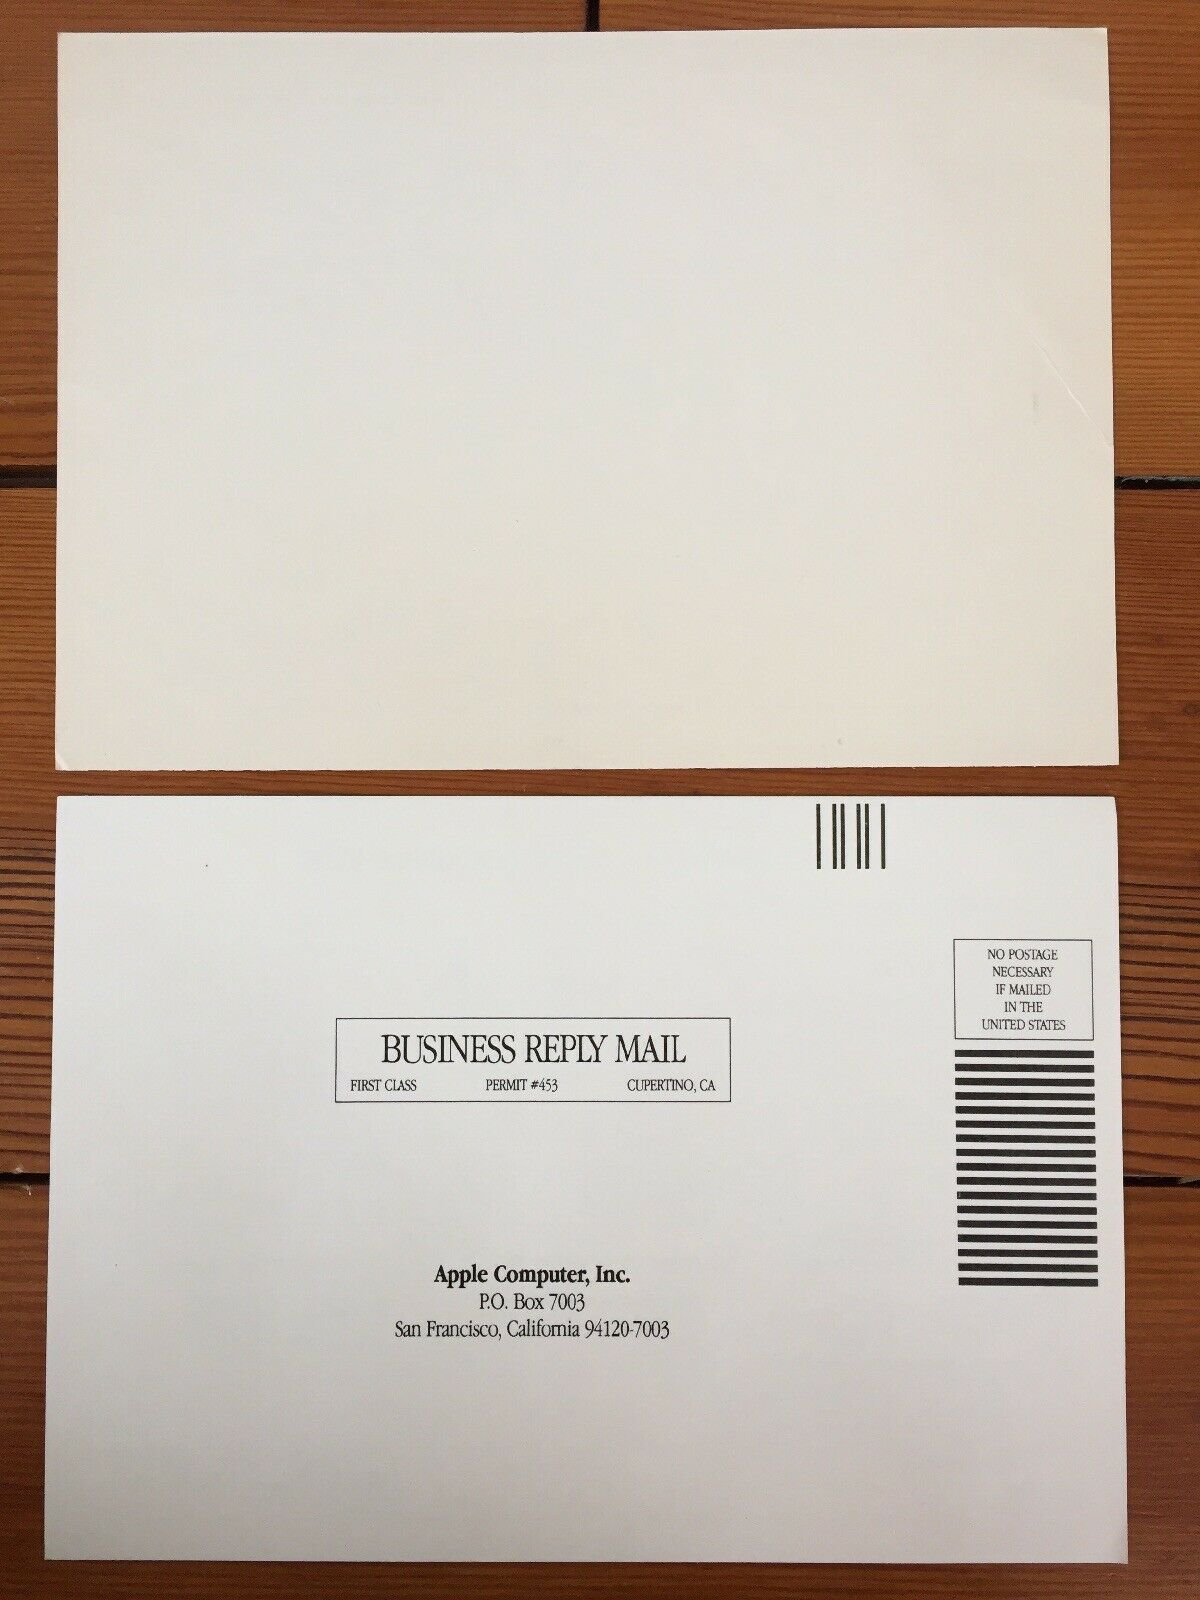 NO POSTAGE
NECESSARY
IF MAILED
IN THE
UNITED STATES
BUSINESS REPLY MAIL
FIRST CLASS PERMIT #453 CUPERTINO, CA
Apple Computer, Inc.
P.O. Box 7003
San Francisco, California 94120-7003